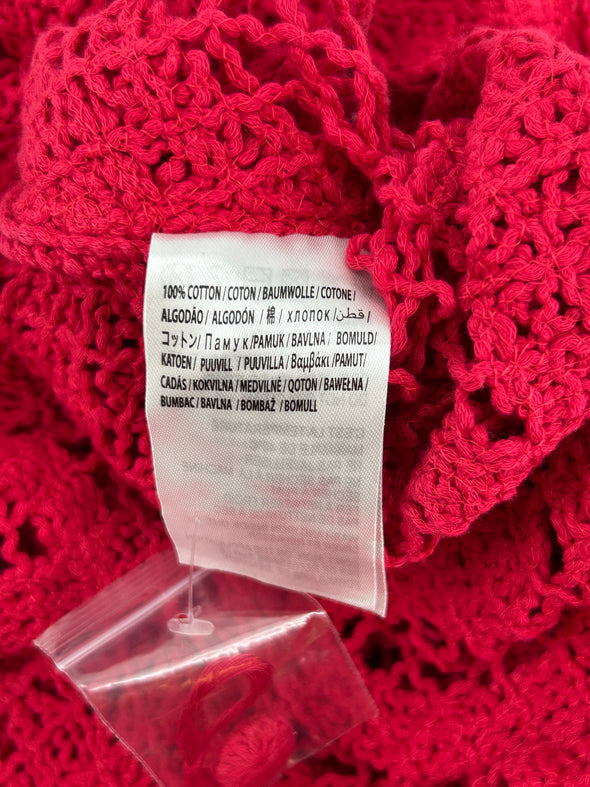 100% COTTON / COTON / BAUMWOLLE / COTONE /
ALGODÃO / ALGODÓN / 棉 / хлопок / قطن /
コットン / Памук / PAMUK / BAVLNA / BOMULD /
KATOEN / PUUVILL / PUUVILLA / Βαμβάκι / PAMUT /
CADÁS / KOKVILNA / MEDVILNĖ / QOTON / BAWEŁNA /
BUMBAC / BAVLNA / BOMBAŽ / BOMULL